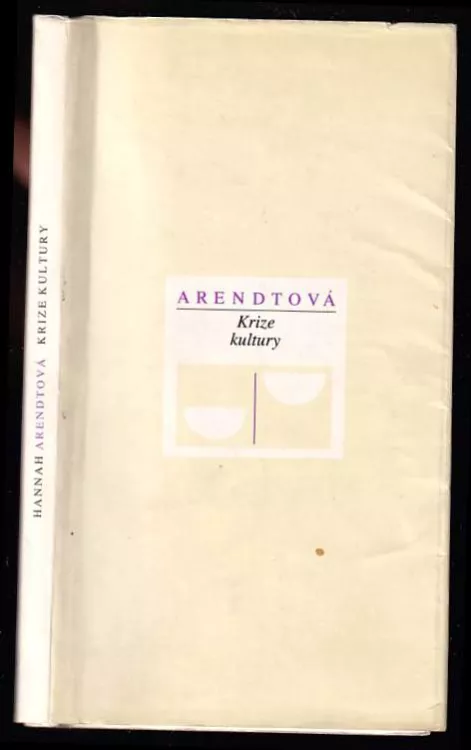 ARENDTOVÁ
Krize
kultury
HANNAH ARENDTOVÁ KRIZE KULTURY